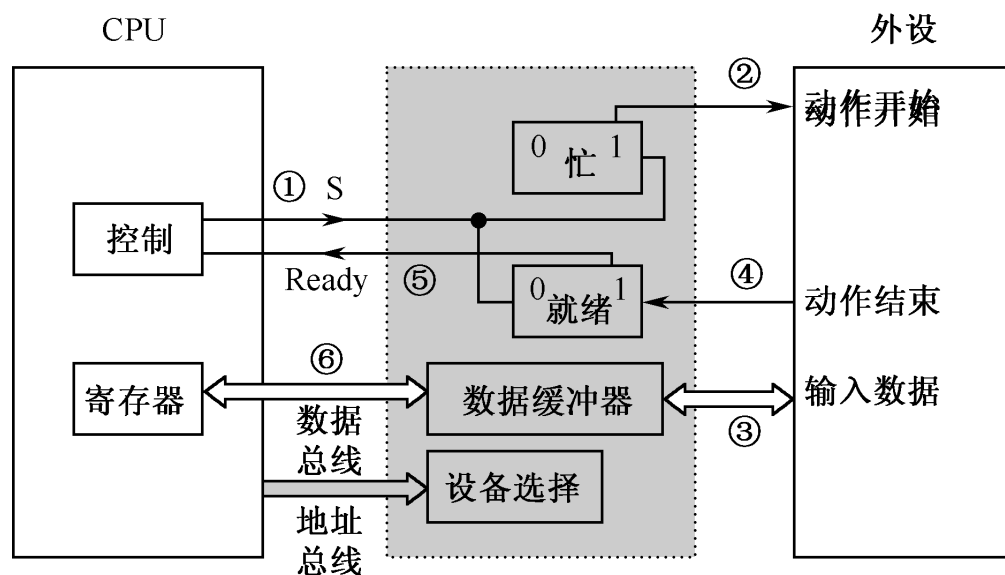 CPU
外设
②
动作开始
0 1
忙
① S
控制
Ready
⑤
0 1
就绪
④
动作结束
⑥
寄存器
数据
总线
数据缓冲器
③
输入数据
设备选择
地址
总线